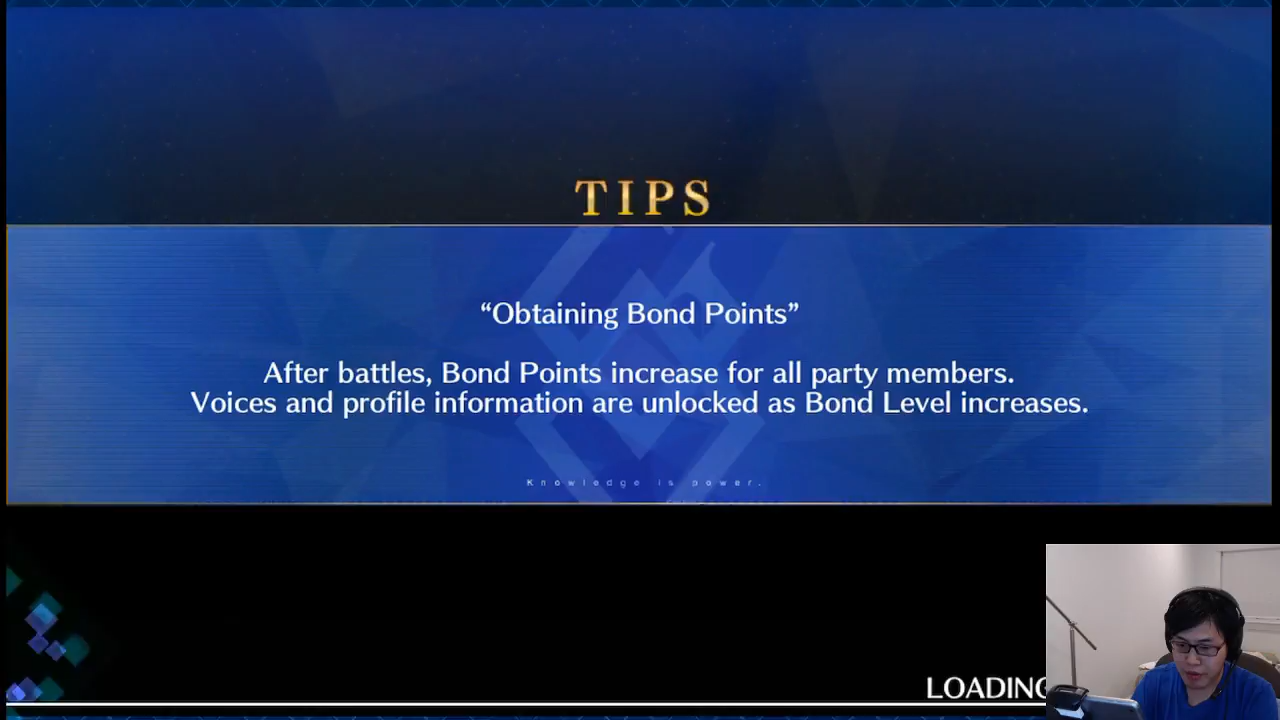 TIPS
“Obtaining Bond Points”
After battles, Bond Points increase for all party members.
Voices and profile information are unlocked as Bond Level increases.
Knowledge is power.
LOADING